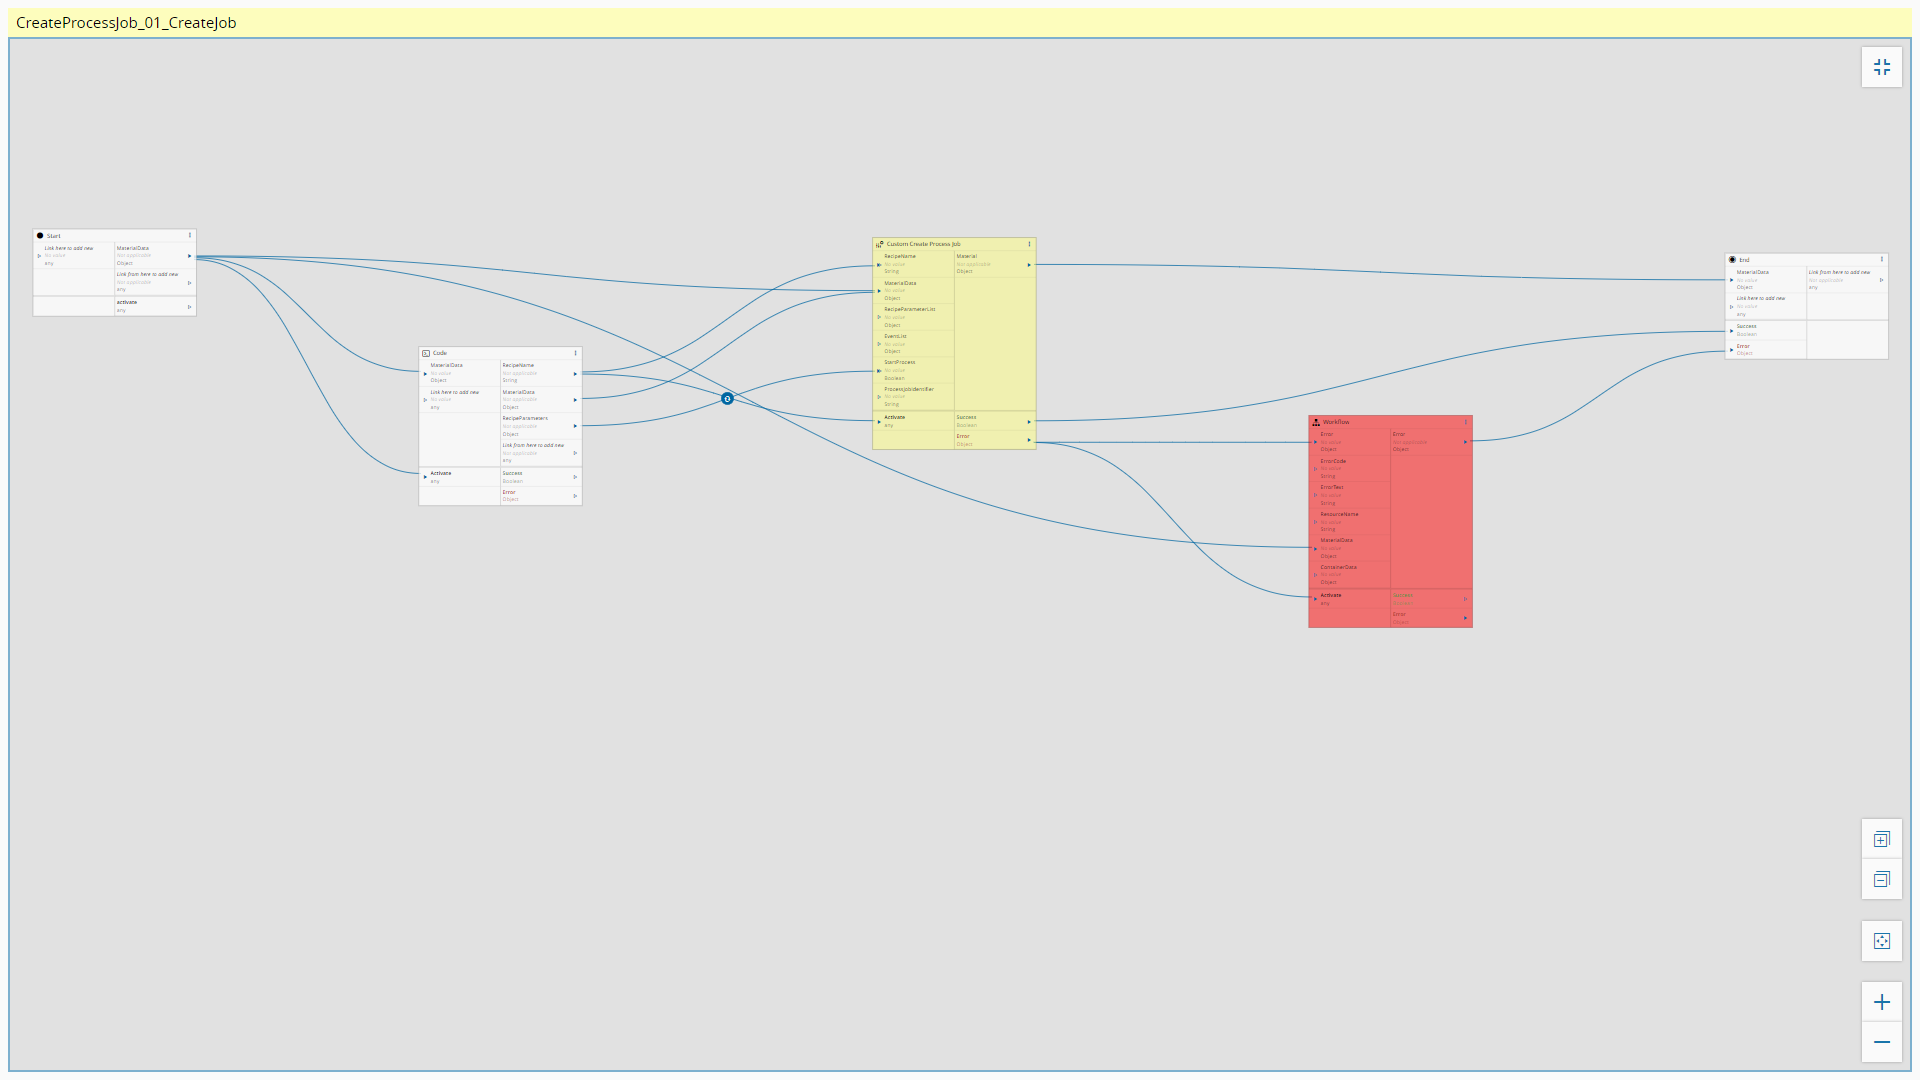 CreateProcessJob_01_CreateJob
Start
Link here to add new
No value
any
MaterialData
Not applicable
Object
Link from here to add new
Not applicable
any
activate
any
Code
MaterialData
No value
Object
Link here to add new
No value
any
RecipeName
Not applicable
String
MaterialData
Not applicable
Object
RecipeParameters
Not applicable
Object
Link from here to add new
Not applicable
any
Activate
any
Success
Boolean
Error
Object
Custom Create Process Job
RecipeName
No value
String
MaterialData
No value
Object
RecipeParameterList
No value
Object
EventList
No value
Object
StartProcess
No value
Boolean
ProcessJobIdentifier
No value
String
Material
Not applicable
Object
Activate
any
Success
Boolean
Error
Object
Workflow
Error
No value
Object
ErrorCode
No value
String
ErrorText
No value
String
ResourceName
No value
String
MaterialData
No value
Object
ContainerData
No value
Object
Error
Not applicable
Object
Activate
any
Success
Boolean
Error
Object
End
MaterialData
No value
Object
Link here to add new
No value
any
Link from here to add new
Not applicable
any
Success
Boolean
Error
Object